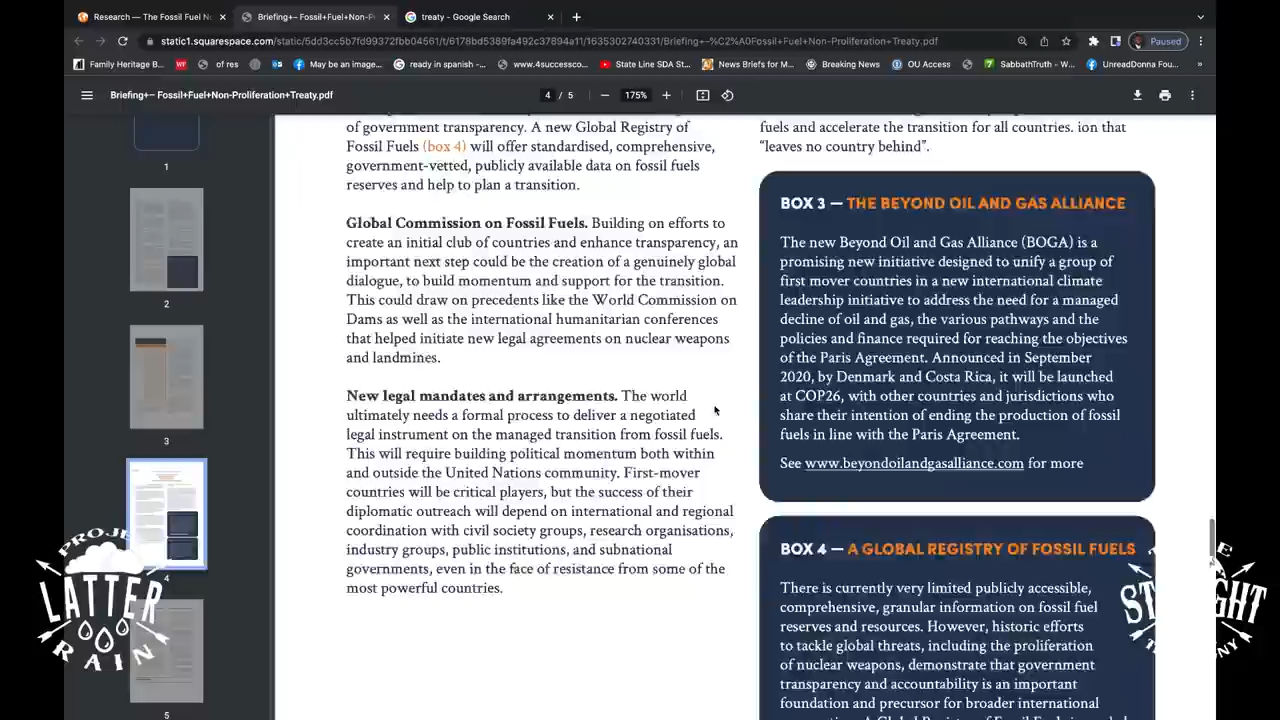 Research — The Fossil Fuel N
Briefing+– Fossil+Fuel+Non-P
treaty - Google Search
static1.squarespace.com/static/5dd3cc5b7fd99372fbb04561/t/6178bd5389fa492c37894a11/1635302740331/Briefing+-%C2%A0Fossil+Fuel+Non-Proliferation+Treaty.pdf
Paused
Family Heritage B...
WF
of res
May be an image...
ready in spanish -...
www.4successco...
State Line SDA St...
News Briefs for M...
Breaking News
OU Access
SabbathTruth - W...
UnreadDonna Fou...
»
Briefing+– Fossil+Fuel+Non-Proliferation+Treaty.pdf
4 / 5
175%
1
2
3
4
5
of government transparency. A new Global Registry of
Fossil Fuels (box 4) will offer standardised, comprehensive,
government-vetted, publicly available data on fossil fuels
reserves and help to plan a transition.
Global Commission on Fossil Fuels. Building on efforts to
create an initial club of countries and enhance transparency, an
important next step could be the creation of a genuinely global
dialogue, to build momentum and support for the transition.
This could draw on precedents like the World Commission on
Dams as well as the international humanitarian conferences
that helped initiate new legal agreements on nuclear weapons
and landmines.
New legal mandates and arrangements. The world
ultimately needs a formal process to deliver a negotiated
legal instrument on the managed transition from fossil fuels.
This will require building political momentum both within
and outside the United Nations community. First-mover
countries will be critical players, but the success of their
diplomatic outreach will depend on international and regional
coordination with civil society groups, research organisations,
industry groups, public institutions, and subnational
governments, even in the face of resistance from some of the
most powerful countries.
fuels and accelerate the transition for all countries. ion that
“leaves no country behind”.
BOX 3 — THE BEYOND OIL AND GAS ALLIANCE
The new Beyond Oil and Gas Alliance (BOGA) is a
promising new initiative designed to unify a group of
first mover countries in a new international climate
leadership initiative to address the need for a managed
decline of oil and gas, the various pathways and the
policies and finance required for reaching the objectives
of the Paris Agreement. Announced in September
2020, by Denmark and Costa Rica, it will be launched
at COP26, with other countries and jurisdictions who
share their intention of ending the production of fossil
fuels in line with the Paris Agreement.
See www.beyondoilandgasalliance.com for more
BOX 4 — A GLOBAL REGISTRY OF FOSSIL FUELS
There is currently very limited publicly accessible,
comprehensive, granular information on fossil fuel
reserves and resources. However, historic efforts
to tackle global threats, including the proliferation
of nuclear weapons, demonstrate that government
transparency and accountability is an important
foundation and precursor for broader international
PROJE
LATTER
RAIN